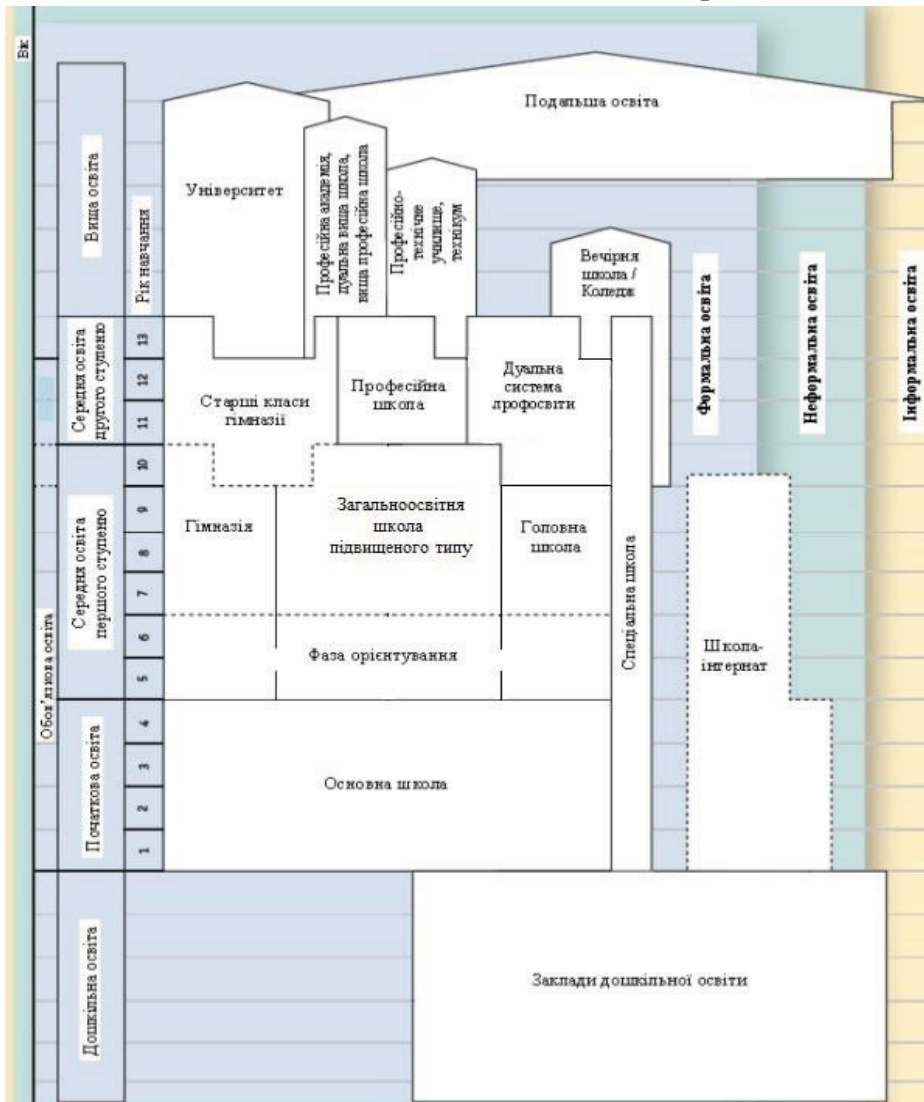 Вік
Подальша освіта
Вища освіта
Рік навчання
Університет
Професійна академія,
дуальна вища школа,
вища професійна школа
Професійно-
технічне
училище,
технікум
Вечірня
школа /
Коледж
Формальна освіта
Неформальна освіта
Інформальна освіта
Середня освіта
другого ступеню
13
12
11
Старші класи
гімназії
Професійна
школа
Дуальна
система
профосвіти
Обов'язкова освіта
Середня освіта
першого ступеню
10
9
8
7
6
5
Гімназія
Загальноосвітня
школа
підвищеного типу
Головна
школа
Фаза орієнтування
Спеціальна школа
Школа-
інтернат
Початкова освіта
4
3
2
1
Основна школа
Дошкільна освіта
Заклади дошкільної освіти